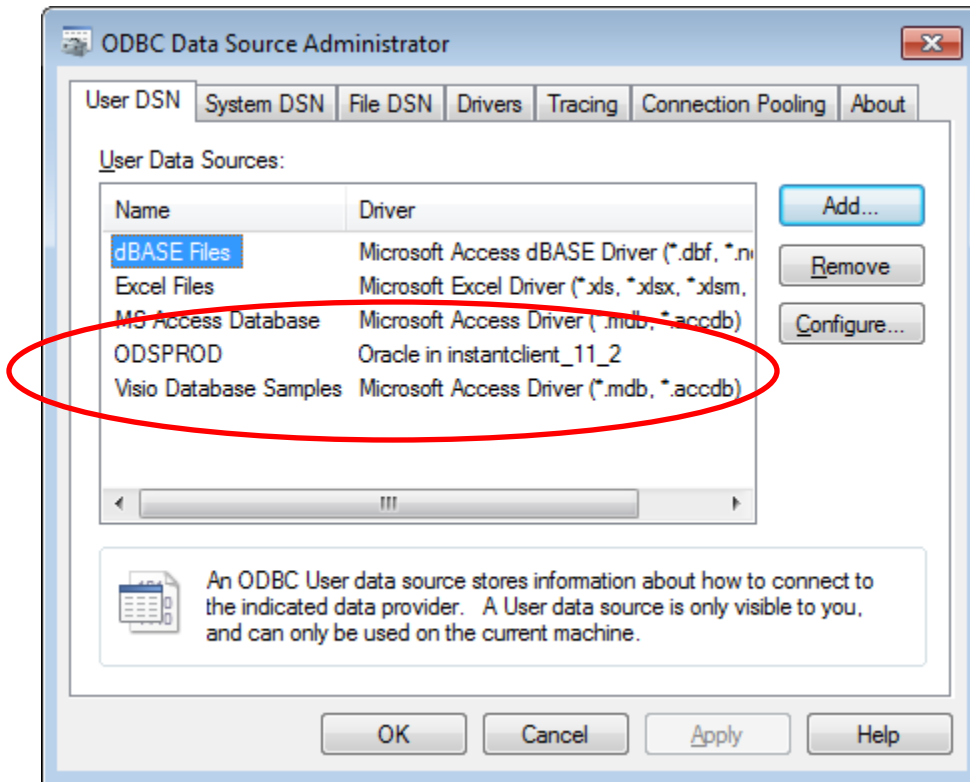 ODBC Data Source Administrator
User DSN System DSN File DSN Drivers Tracing Connection Pooling About
User Data Sources:
Name Driver
dBASE Files Microsoft Access dBASE Driver (*.dbf, *.n
Excel Files Microsoft Excel Driver (*.xls, *.xlsx, *.xlsm,
MS Access Database Microsoft Access Driver (*.mdb, *.accdb)
ODSPROD Oracle in instantclient_11_2
Visio Database Samples Microsoft Access Driver (*.mdb, *.accdb)
Add...
Remove
Configure...
An ODBC User data source stores information about how to connect to
the indicated data provider. A User data source is only visible to you,
and can only be used on the current machine.
OK Cancel Apply Help